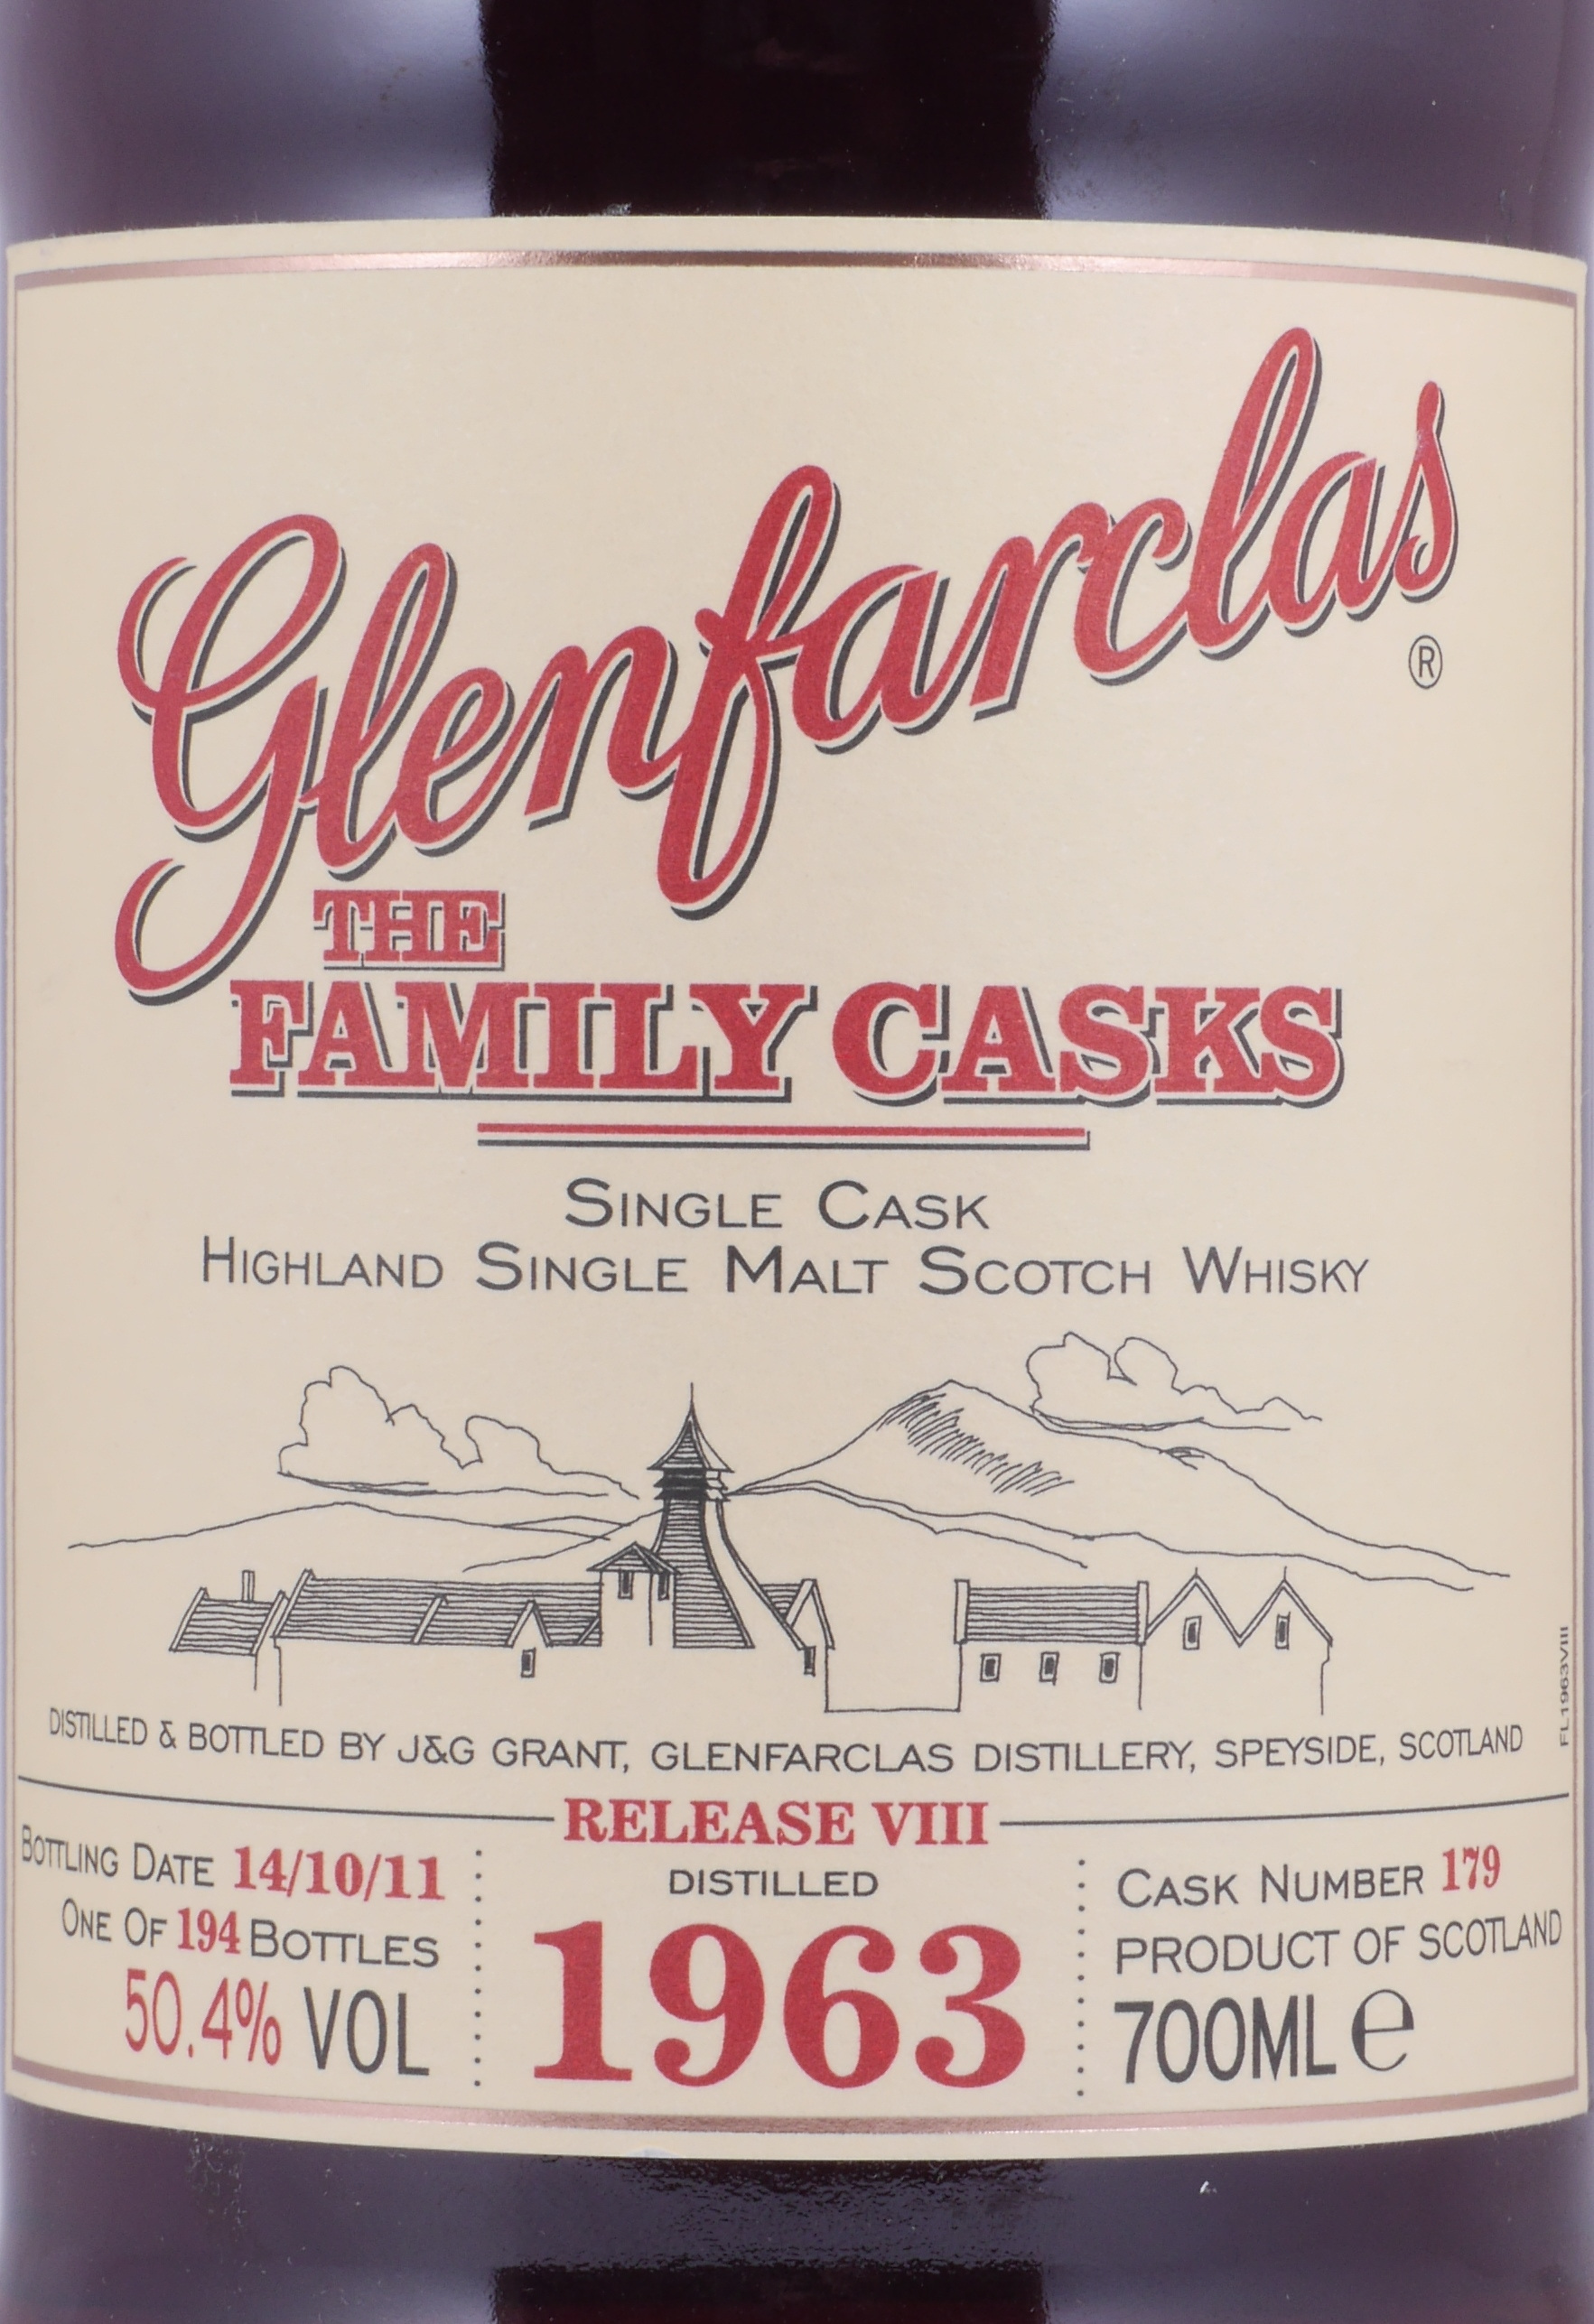 Glenfarclas
®
THE
FAMILY CASKS
SINGLE CASK
HIGHLAND SINGLE MALT SCOTCH WHISKY
FL1963VIII
DISTILLED & BOTTLED BY J&G GRANT, GLENFARCLAS DISTILLERY, SPEYSIDE, SCOTLAND
RELEASE VIII
BOTTLING DATE 14/10/11
ONE OF 194 BOTTLES
50.4% VOL
DISTILLED
1963
CASK NUMBER 179
PRODUCT OF SCOTLAND
700ML ℮